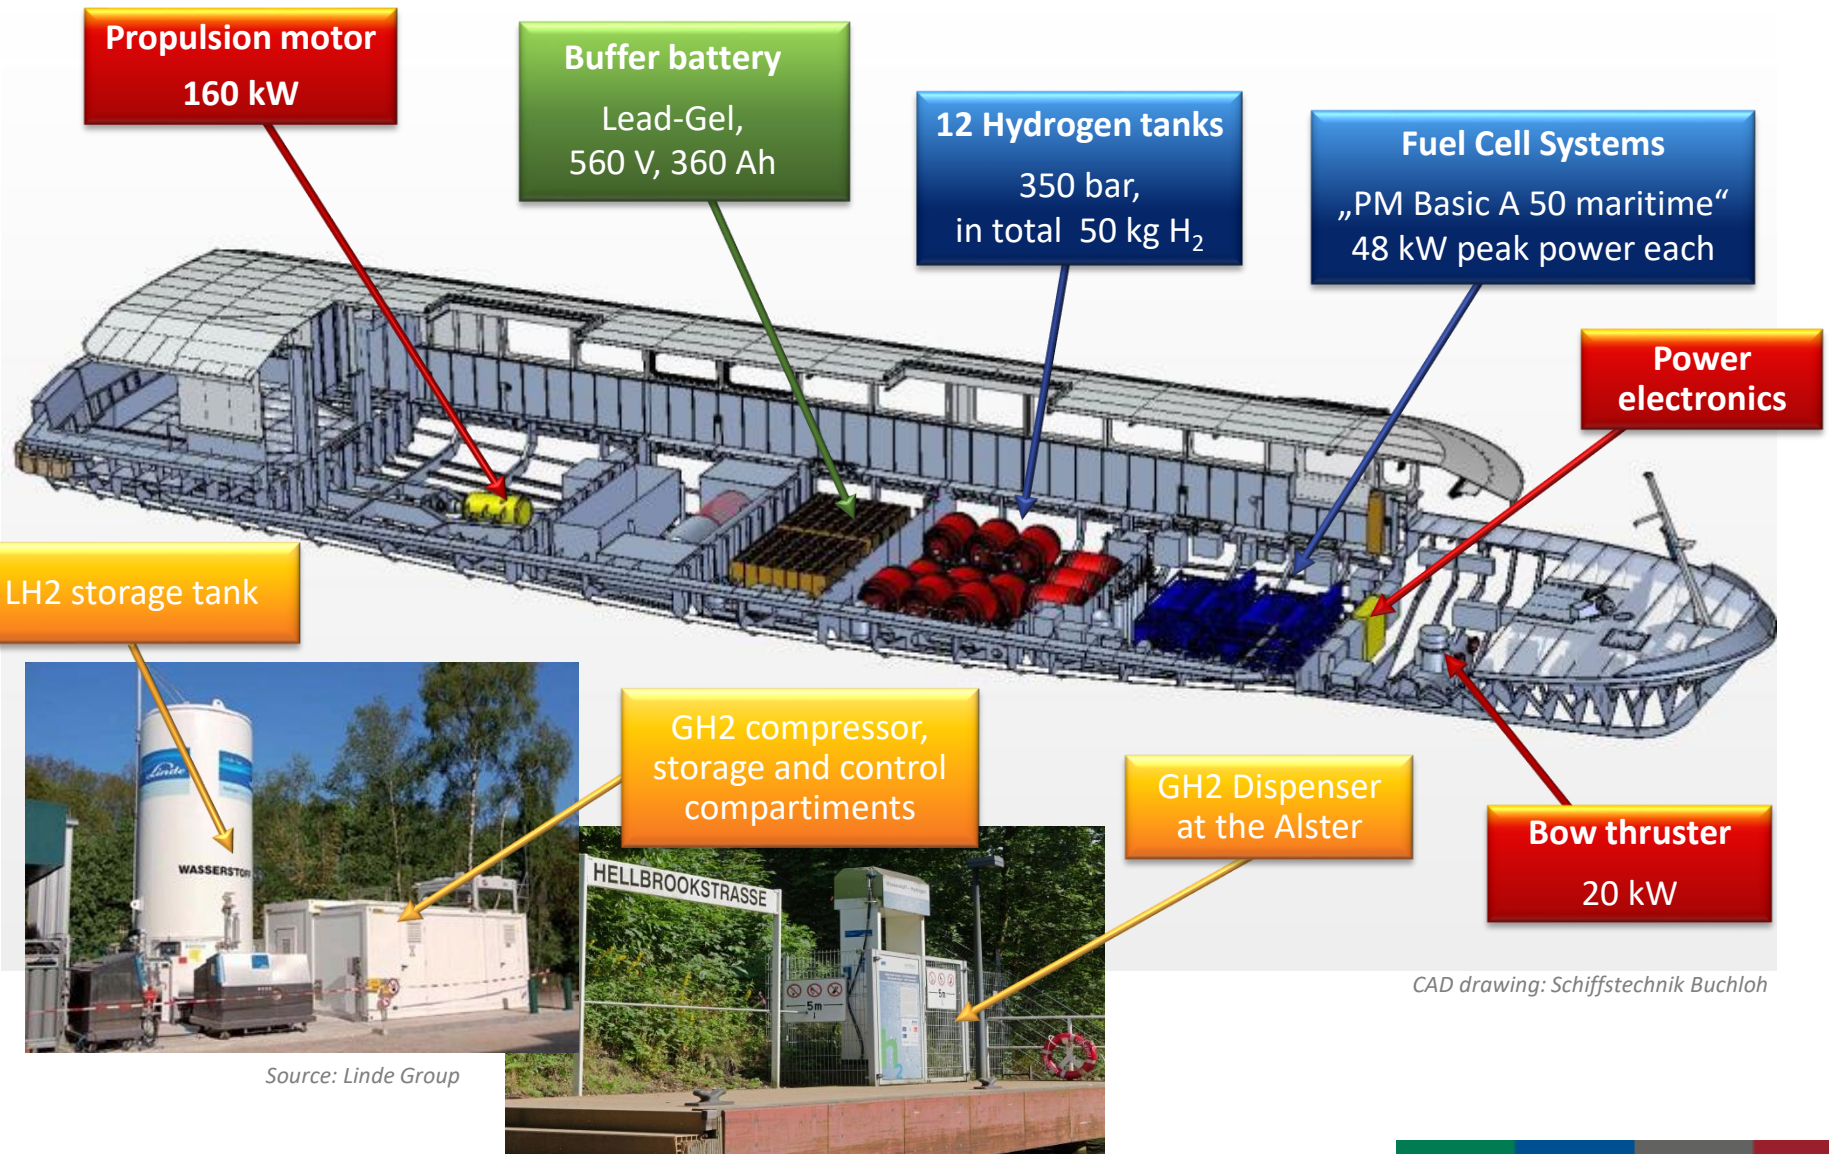 Propulsion motor
160 kW
Buffer battery
Lead-Gel,
560 V, 360 Ah
12 Hydrogen tanks
350 bar,
in total 50 kg H₂
Fuel Cell Systems
„PM Basic A 50 maritime“
48 kW peak power each
Power
electronics
LH2 storage tank
GH2 compressor,
storage and control
compartiments
GH2 Dispenser
at the Alster
Bow thruster
20 kW
Linde
WASSERSTOFF
HELLBROOKSTRASSE
5m
5m
h₂
CAD drawing: Schiffstechnik Buchloh
Source: Linde Group